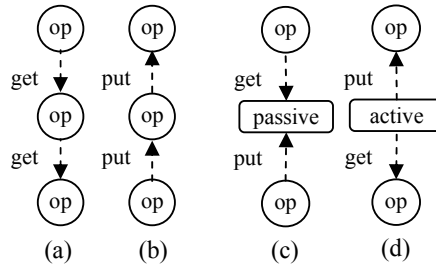 op op op op
get put get put
op op passive active
get put put get
op op op op
(a) (b) (c) (d)